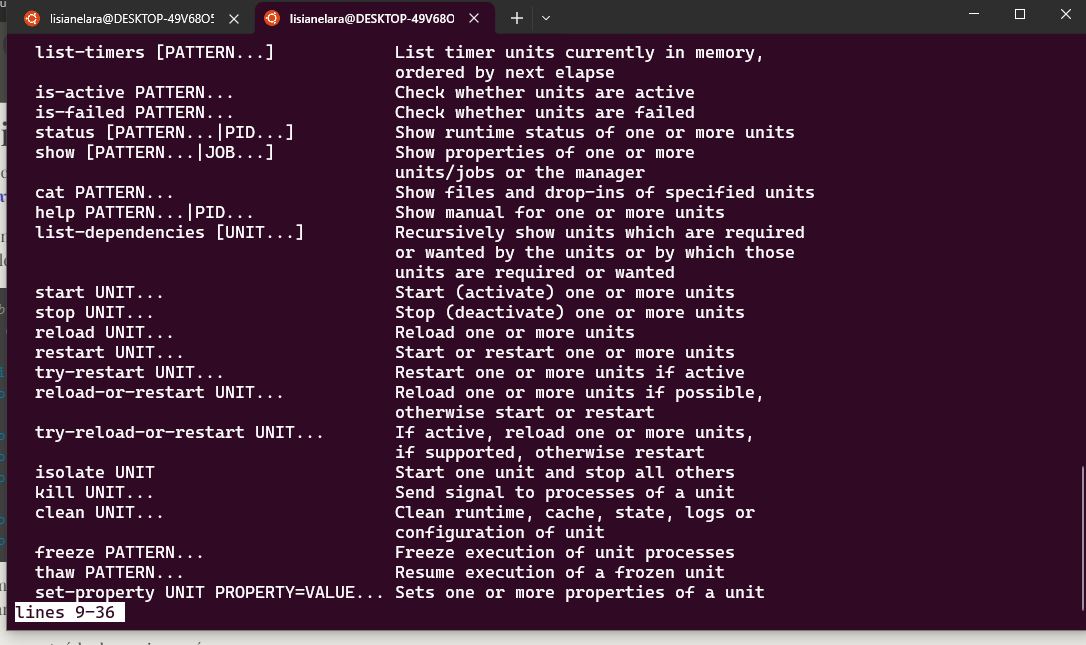 lisianelara@DESKTOP-49V68O5
lisianelara@DESKTOP-49V68O
list-timers [PATTERN...] List timer units currently in memory,
ordered by next elapse
is-active PATTERN... Check whether units are active
is-failed PATTERN... Check whether units are failed
status [PATTERN...|PID...] Show runtime status of one or more units
show [PATTERN...|JOB...] Show properties of one or more
units/jobs or the manager
cat PATTERN... Show files and drop-ins of specified units
help PATTERN...|PID... Show manual for one or more units
list-dependencies [UNIT...] Recursively show units which are required
or wanted by the units or by which those
units are required or wanted
start UNIT... Start (activate) one or more units
stop UNIT... Stop (deactivate) one or more units
reload UNIT... Reload one or more units
restart UNIT... Start or restart one or more units
try-restart UNIT... Restart one or more units if active
reload-or-restart UNIT... Reload one or more units if possible,
otherwise start or restart
try-reload-or-restart UNIT... If active, reload one or more units,
if supported, otherwise restart
isolate UNIT Start one unit and stop all others
kill UNIT... Send signal to processes of a unit
clean UNIT... Clean runtime, cache, state, logs or
configuration of unit
freeze PATTERN... Freeze execution of unit processes
thaw PATTERN... Resume execution of a frozen unit
set-property UNIT PROPERTY=VALUE... Sets one or more properties of a unit
lines 9-36